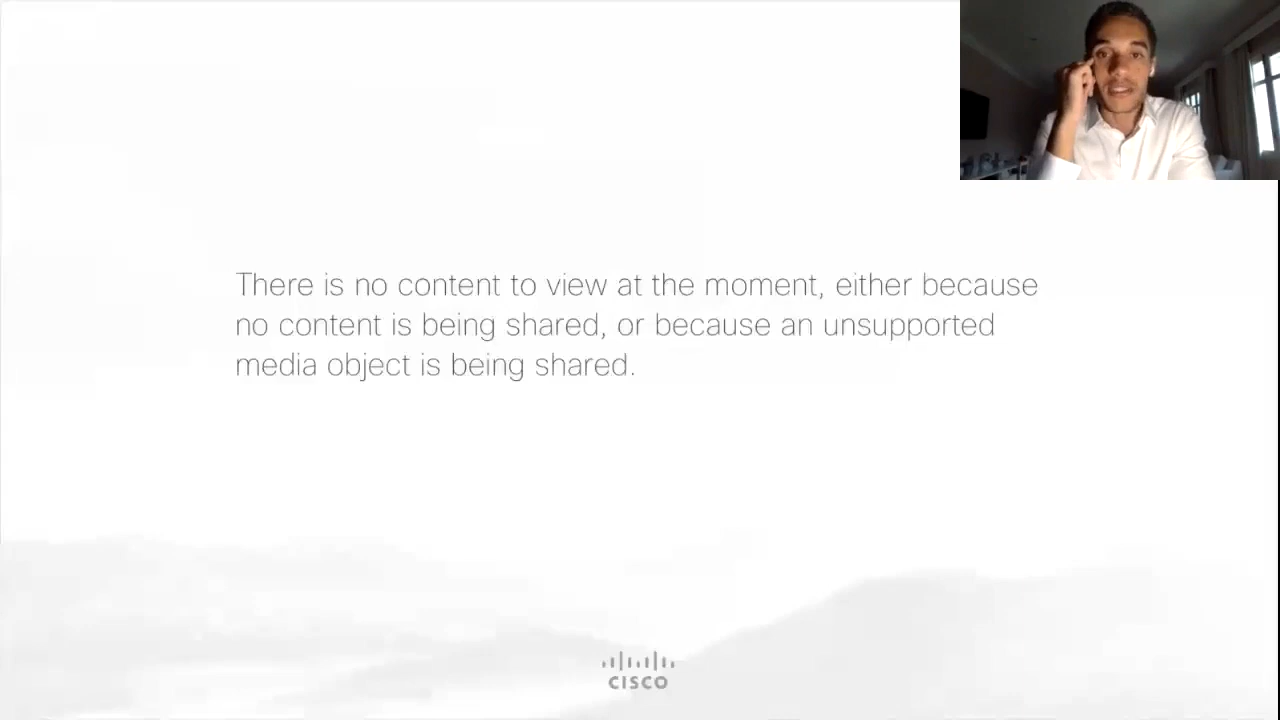 There is no content to view at the moment, either because
no content is being shared, or because an unsupported
media object is being shared.
CISCO